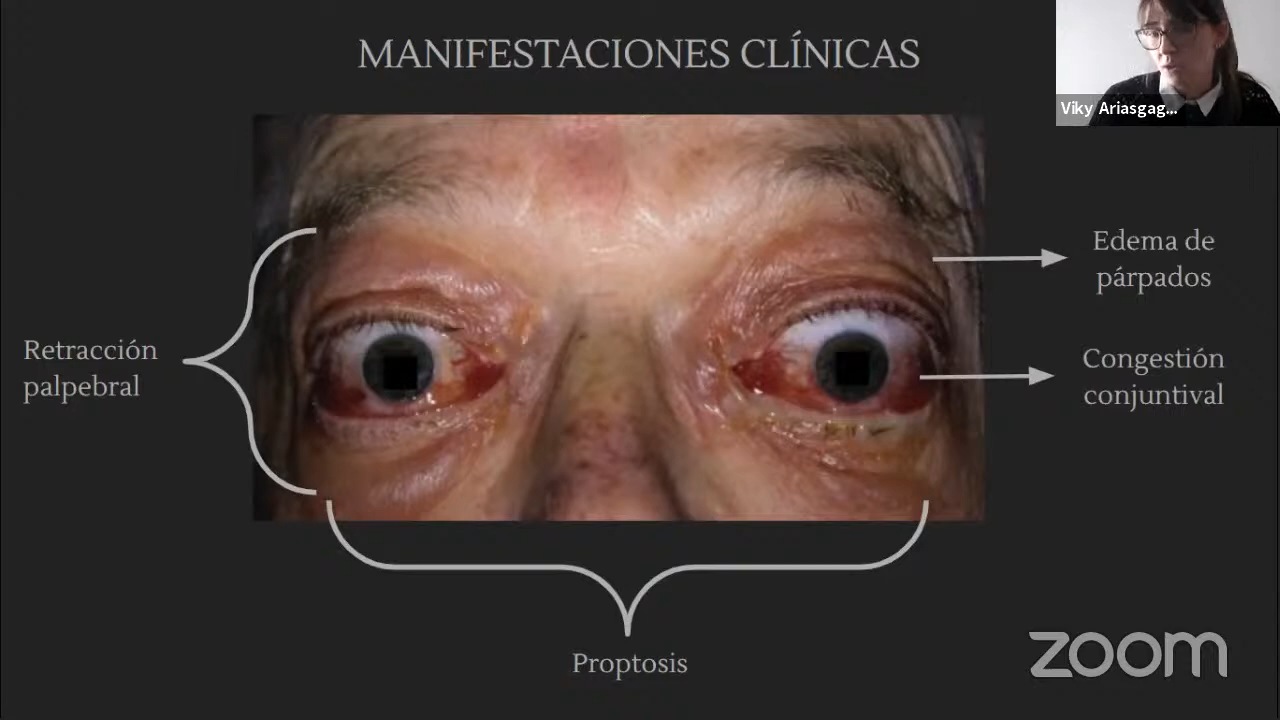 MANIFESTACIONES CLÍNICAS
Viky Ariasgag...
Edema de
párpados
Retracción
palpebral
Congestión
conjuntival
Proptosis
zoom